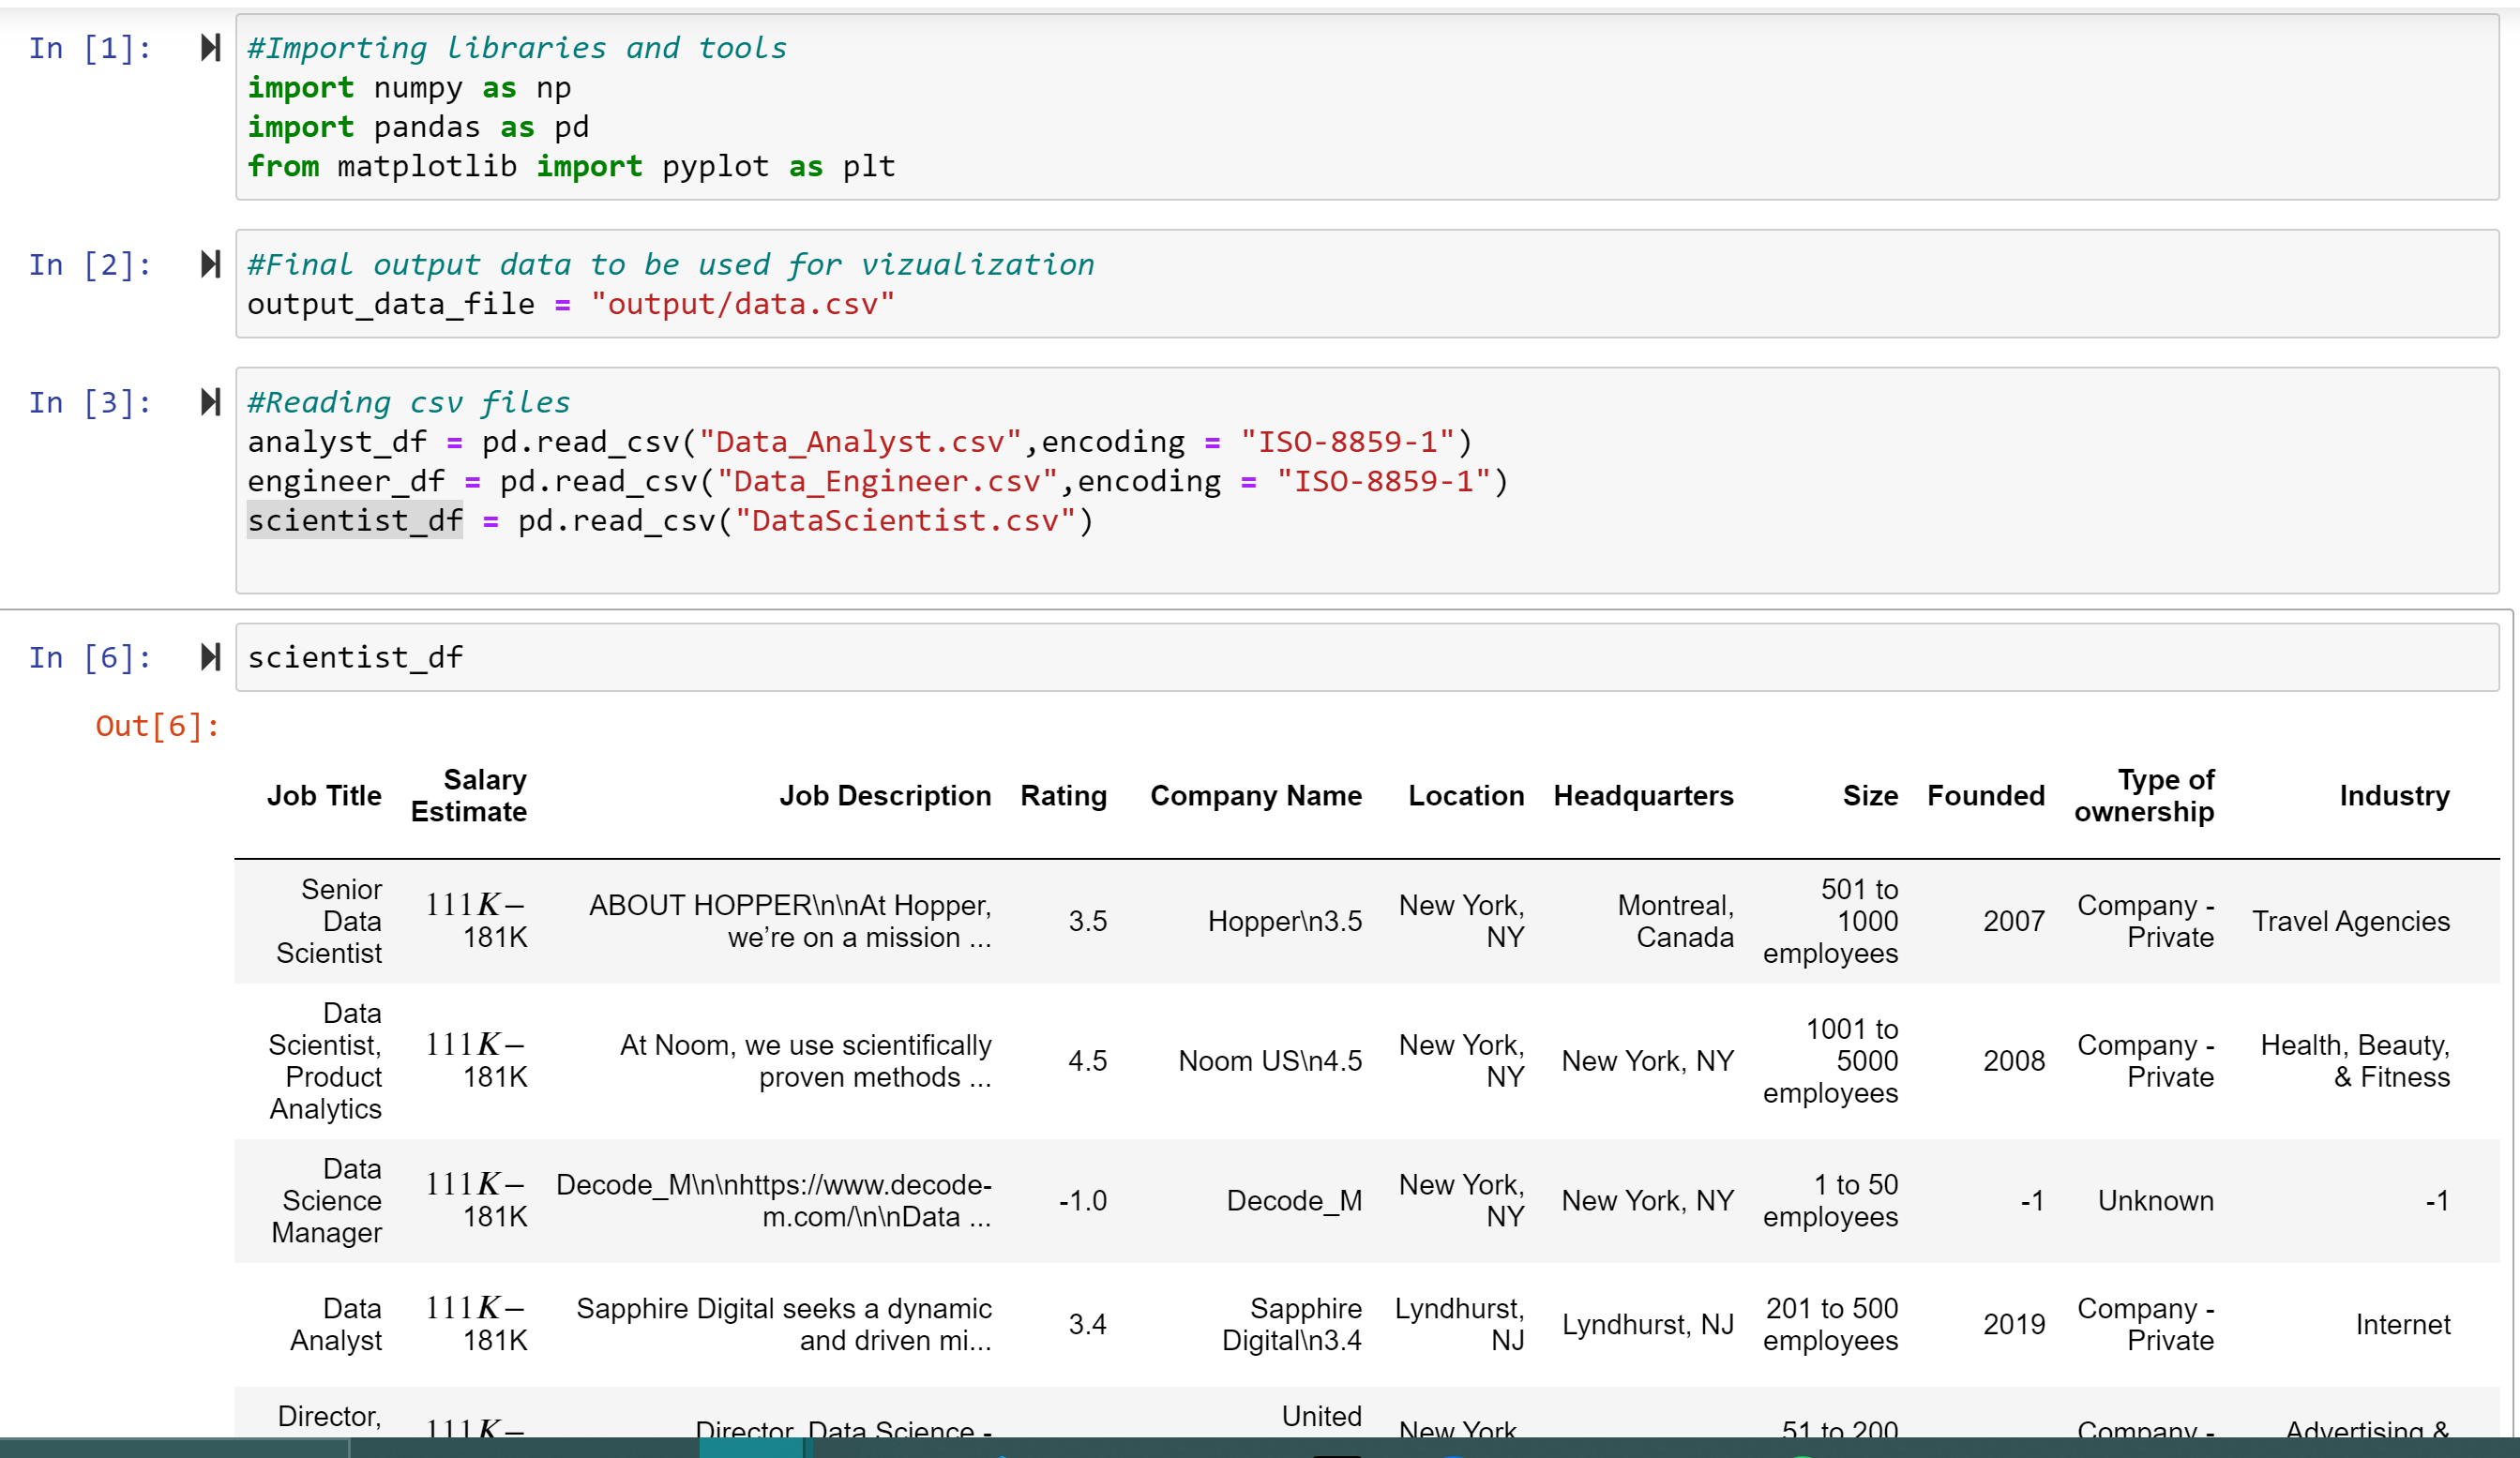 In [1]:
#Importing libraries and tools
import numpy as np
import pandas as pd
from matplotlib import pyplot as plt
In [2]:
#Final output data to be used for vizualization
output_data_file = "output/data.csv"
In [3]:
#Reading csv files
analyst_df = pd.read_csv("Data_Analyst.csv",encoding = "ISO-8859-1")
engineer_df = pd.read_csv("Data_Engineer.csv",encoding = "ISO-8859-1")
scientist_df = pd.read_csv("DataScientist.csv")
In [6]:
scientist_df
Out[6]:
Job Title
Salary
Estimate
Job Description
Rating
Company Name
Location
Headquarters
Size
Founded
Type of
ownership
Industry
Senior
Data
Scientist
111K–
181K
ABOUT HOPPER\n\nAt Hopper,
we’re on a mission ...
3.5
Hopper\n3.5
New York,
NY
Montreal,
Canada
501 to
1000
employees
2007
Company -
Private
Travel Agencies
Data
Scientist,
Product
Analytics
111K–
181K
At Noom, we use scientifically
proven methods ...
4.5
Noom US\n4.5
New York,
NY
New York, NY
1001 to
5000
employees
2008
Company -
Private
Health, Beauty,
& Fitness
Data
Science
Manager
111K–
181K
Decode_M\n\nhttps://www.decode-
m.com/\n\nData ...
-1.0
Decode_M
New York,
NY
New York, NY
1 to 50
employees
-1
Unknown
-1
Data
Analyst
111K–
181K
Sapphire Digital seeks a dynamic
and driven mi...
3.4
Sapphire
Digital\n3.4
Lyndhurst,
NJ
Lyndhurst, NJ
201 to 500
employees
2019
Company -
Private
Internet
Director,
111K–
Director, Data Science -
United
New York
51 to 200
Company -
Advertising &